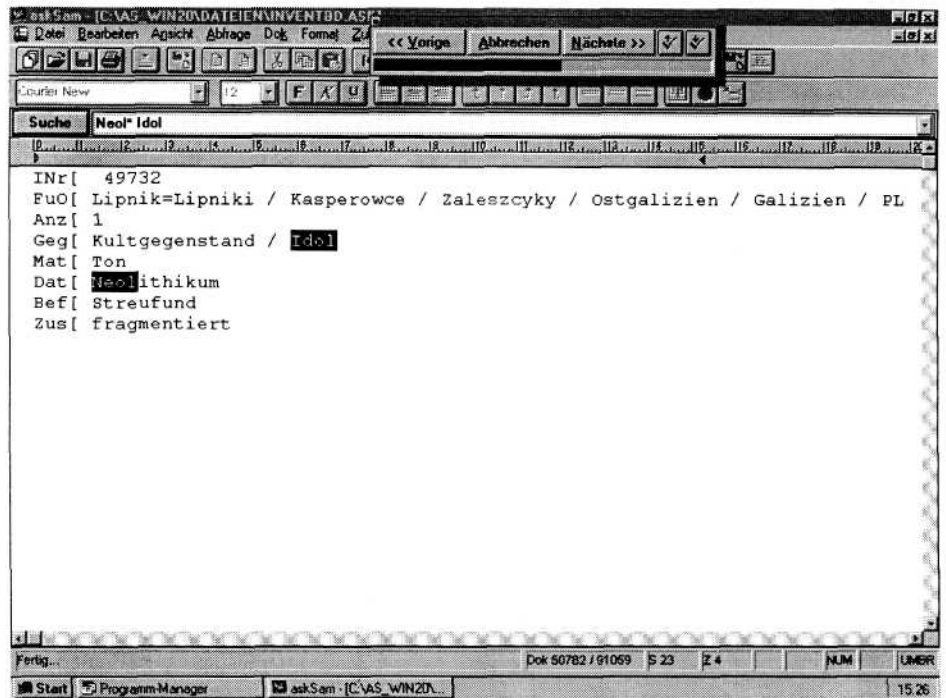 askSam - [C:\AS_WIN20\DATEIEN\INVENTBD.AS
Datei Bearbeiten Ansicht Abfrage Dok Format
<< Vorige Abbrechen Nächste >>
Courier New 12 F K U
Suche Neol* Idol
INr[ 49732
FuO[ Lipnik=Lipniki / Kasperowce / Zaleszcyky / Ostgalizien / Galizien / PL
Anz[ 1
Geg[ Kultgegenstand / Idol
Mat[ Ton
Dat[ Neolithikum
Bef[ Streufund
Zus[ fragmentiert
Fertig... Dok 50782 / 91059 S 23 Z 4 NUM UMBR
Start Programm-Manager askSam - [C:\AS_WIN20\... 15.26